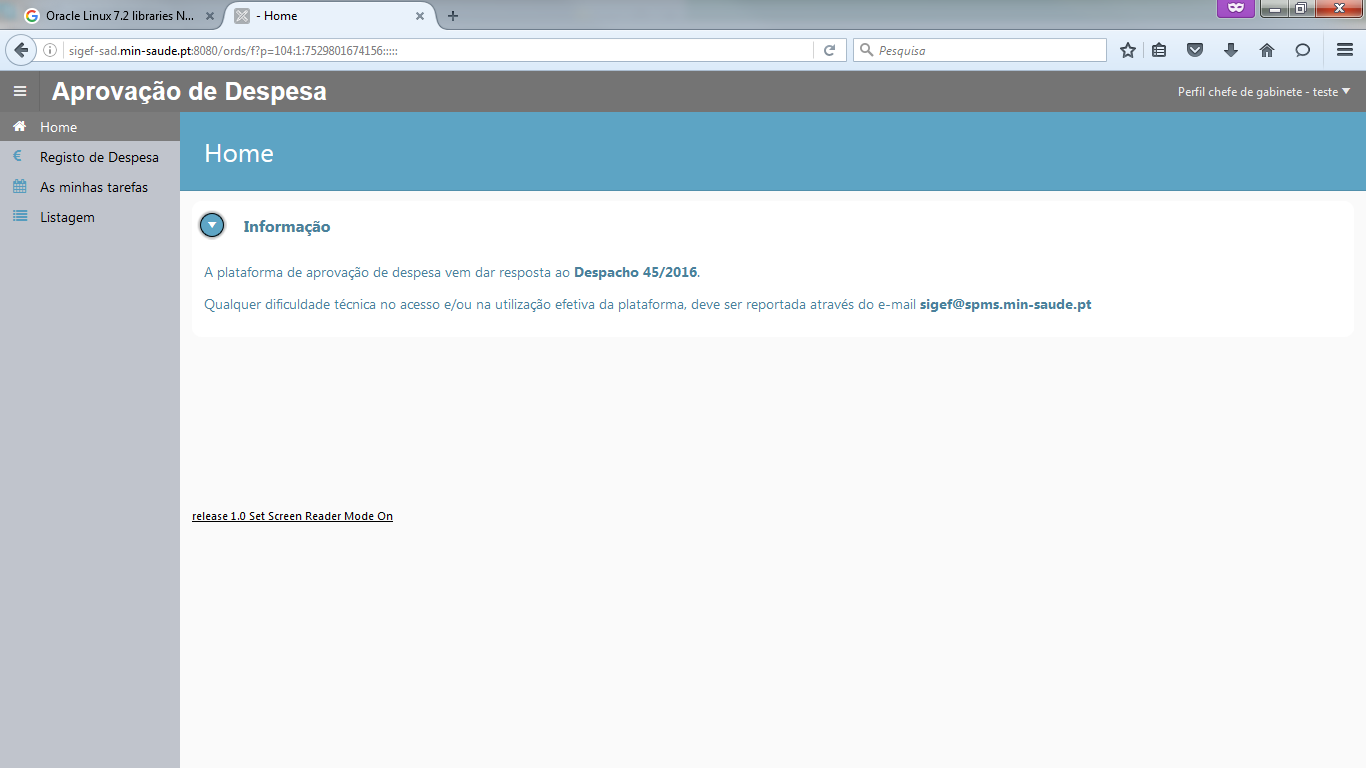 Oracle Linux 7.2 libraries N...
- Home
sigef-sad.min-saude.pt:8080/ords/f?p=104:1:7529801674156:::::
Pesquisa
Aprovação de Despesa
Perfil chefe de gabinete - teste
Home
Registo de Despesa
As minhas tarefas
Listagem
Home
Informação
A plataforma de aprovação de despesa vem dar resposta ao Despacho 45/2016.
Qualquer dificuldade técnica no acesso e/ou na utilização efetiva da plataforma, deve ser reportada através do e-mail sigef@spms.min-saude.pt
release 1.0 Set Screen Reader Mode On